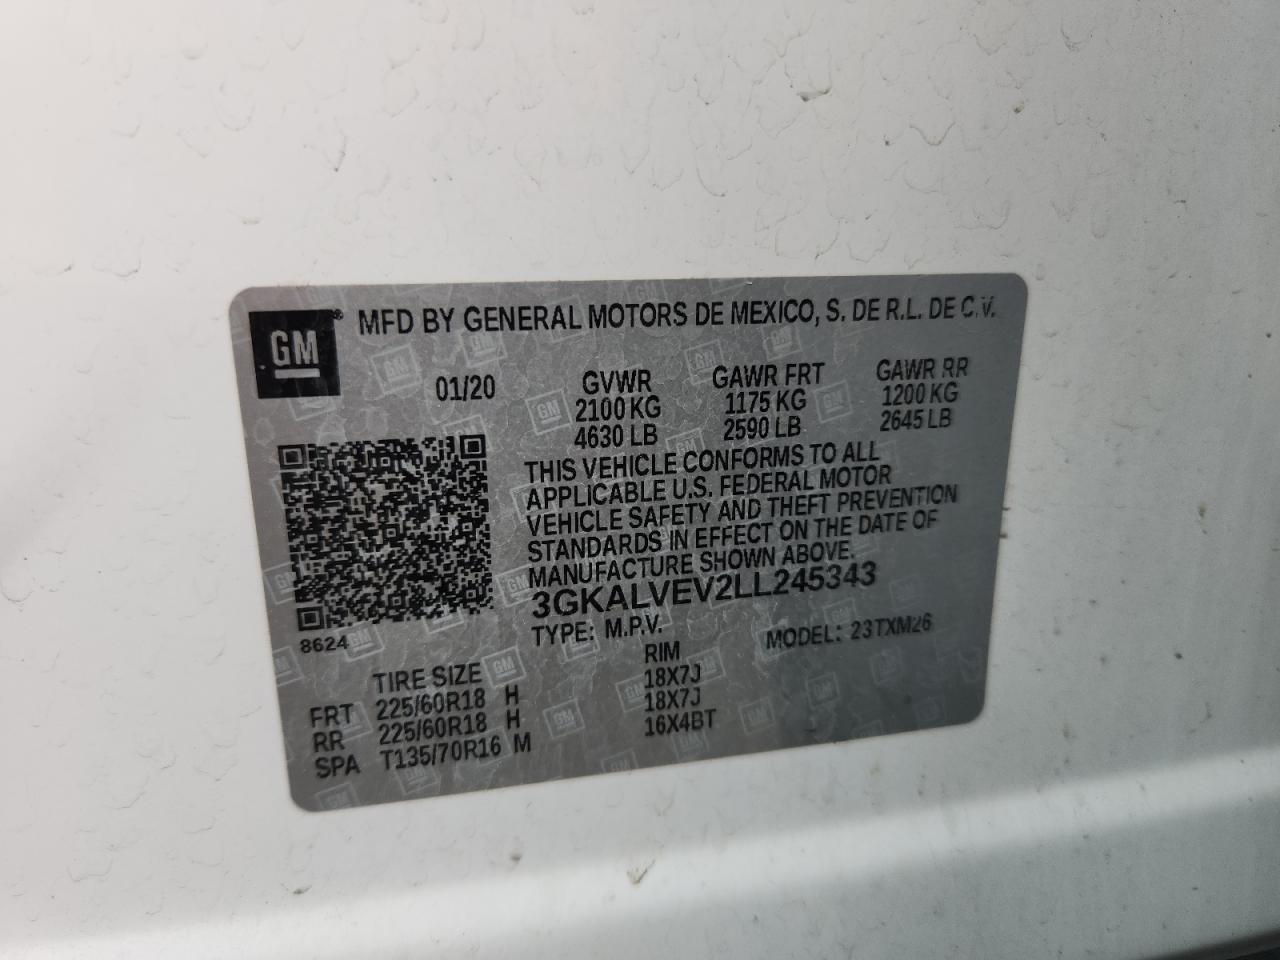 GM® MFD BY GENERAL MOTORS DE MEXICO, S. DE R.L. DE C.V.
01/20 GVWR GAWR FRT GAWR RR
2100 KG 1175 KG 1200 KG
4630 LB 2590 LB 2645 LB
THIS VEHICLE CONFORMS TO ALL
APPLICABLE U.S. FEDERAL MOTOR
VEHICLE SAFETY AND THEFT PREVENTION
STANDARDS IN EFFECT ON THE DATE OF
MANUFACTURE SHOWN ABOVE.
3GKALVEV2LL245343
8624 TYPE: M.P.V. MODEL: 23TXM26
TIRE SIZE RIM
FRT 225/60R18 H 18X7J
RR 225/60R18 H 18X7J
SPA T135/70R16 M 16X4BT